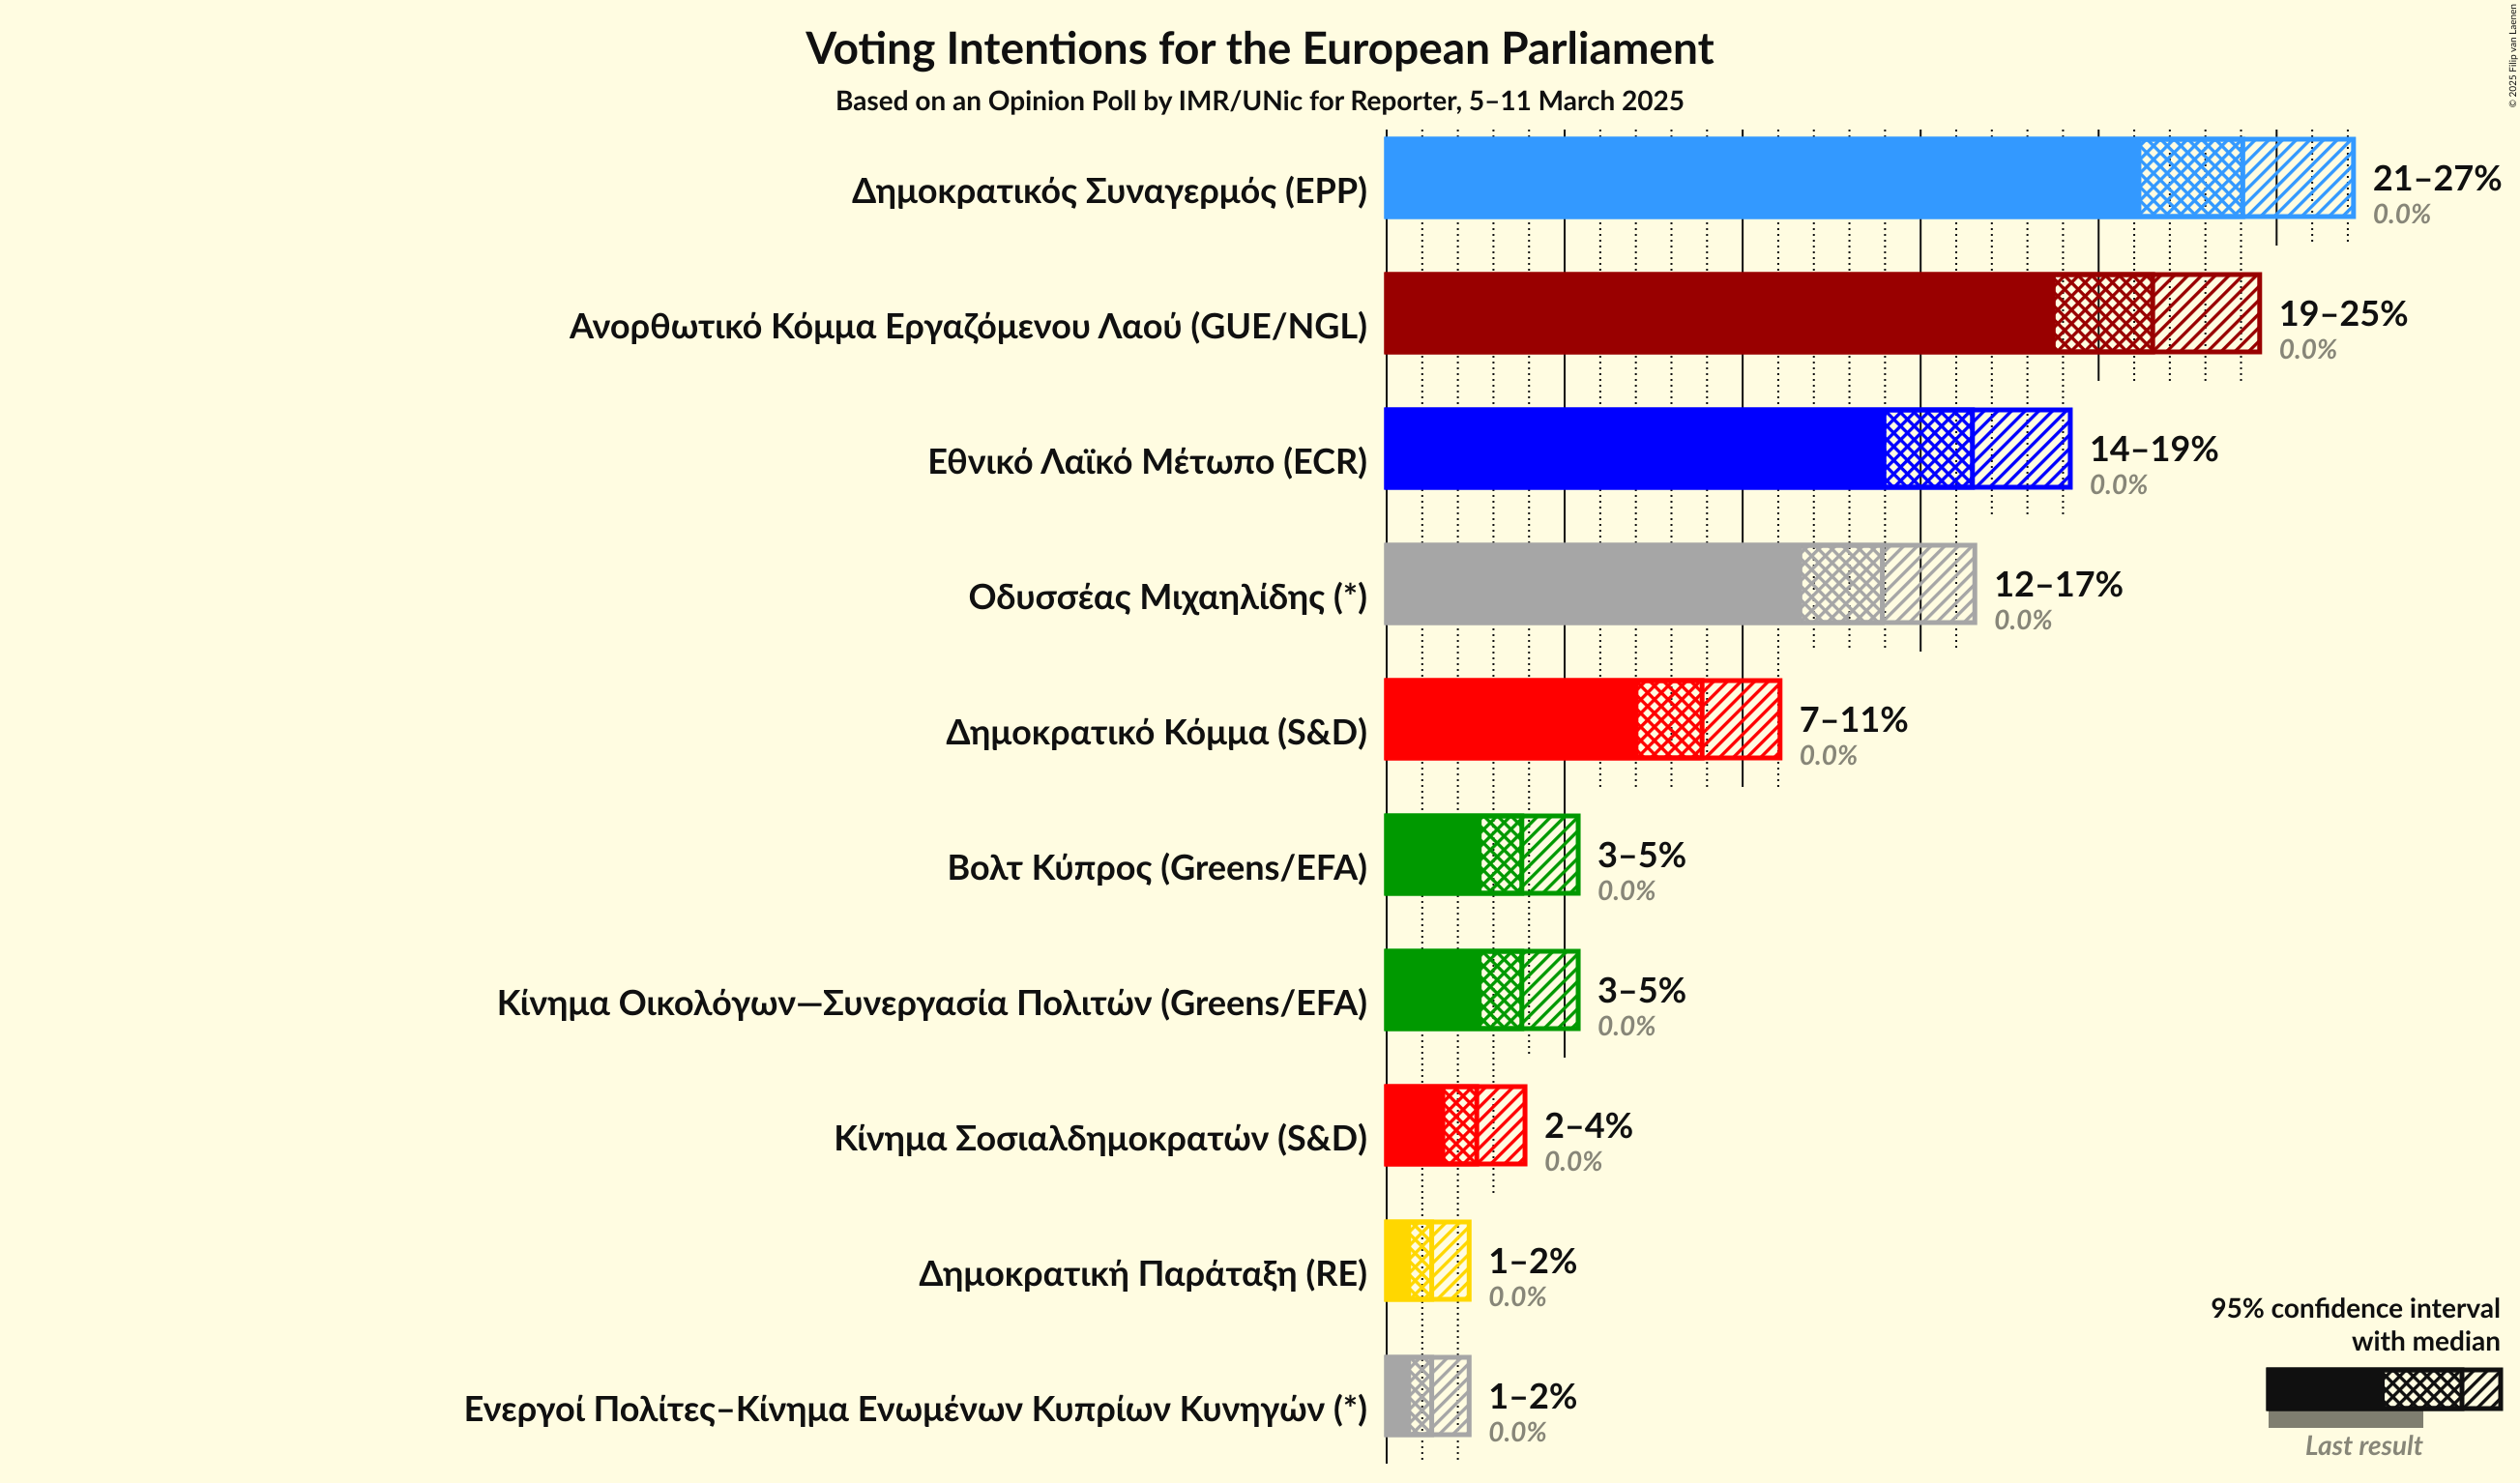 © 2025 Filip van Laenen
Voting Intentions for the European Parliament
Based on an Opinion Poll by IMR/UNic for Reporter, 5–11 March 2025
Δημοκρατικός Συναγερμός (EPP)
21–27%
0.0%
Ανορθωτικό Κόμμα Εργαζόμενου Λαού (GUE/NGL)
19–25%
0.0%
Εθνικό Λαϊκό Μέτωπο (ECR)
14–19%
0.0%
Οδυσσέας Μιχαηλίδης (*)
12–17%
0.0%
Δημοκρατικό Κόμμα (S&D)
7–11%
0.0%
Βολτ Κύπρος (Greens/EFA)
3–5%
0.0%
Κίνημα Οικολόγων—Συνεργασία Πολιτών (Greens/EFA)
3–5%
0.0%
Κίνημα Σοσιαλδημοκρατών (S&D)
2–4%
0.0%
Δημοκρατική Παράταξη (RE)
1–2%
0.0%
Ενεργοί Πολίτες–Κίνημα Ενωμένων Κυπρίων Κυνηγών (*)
1–2%
0.0%
95% confidence interval
with median
Last result